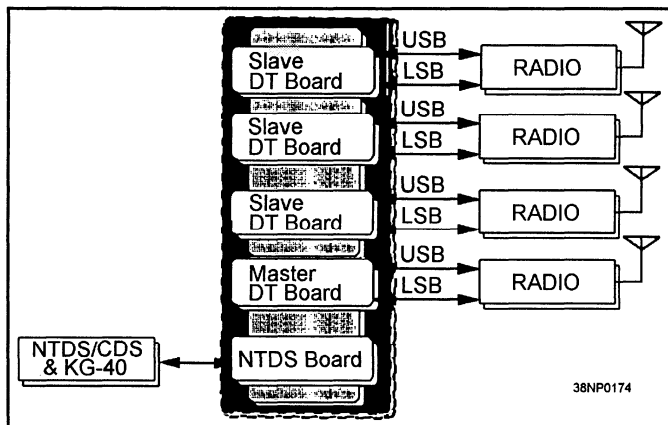 Slave
DT Board
USB
LSB
RADIO
Slave
DT Board
USB
LSB
RADIO
Slave
DT Board
USB
LSB
RADIO
Master
DT Board
USB
LSB
RADIO
NTDS/CDS
& KG-40
NTDS Board
38NP0174